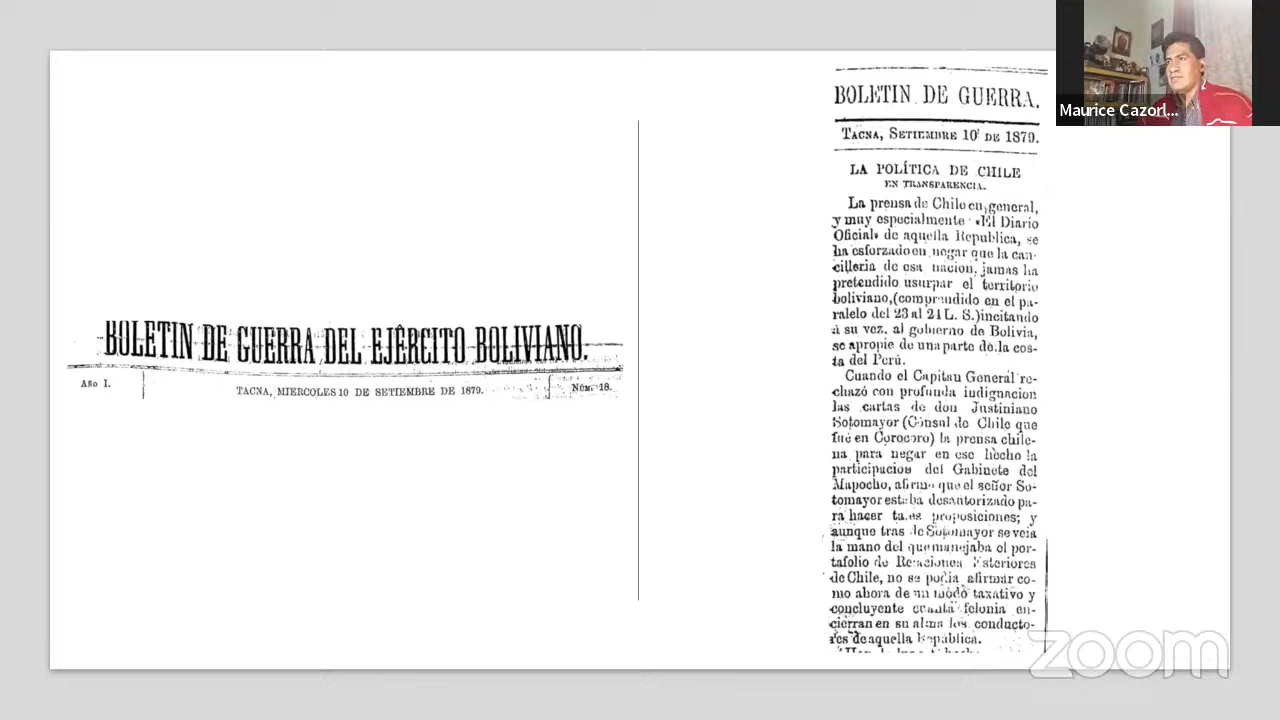 BOLETIN DE GUERRA DEL EJÉRCITO BOLIVIANO.
Año I.
TACNA, MIERCOLES 10 DE SETIEMBRE DE 1879.
Núm. 18.
BOLETIN DE GUERRA.
TACNA, SETIEMBRE 10 DE 1879.
LA POLÍTICA DE CHILE
EN TRANSPARENCIA.
La prensa de Chile en general,
y muy especialmente «El Diario
Oficial» de aquella Republica, se
ha esforzado en negar que la can-
cilleria de esa nacion, jamas ha
pretendido usurpar el territorio
boliviano, (comprendido en el pa-
ralelo del 23 al 24 L. S.) incitando
á su vez, al gobierno de Bolivia,
se apropie de una parte de la cos-
ta del Perú.
Cuando el Capitan General re-
chazó con profunda indignacion
las cartas de don Justiniano
Sotomayor (Cónsul de Chile que
fué en Corocoro) la prensa chile-
na para negar en ese hecho la
participacion del Gabinete del
Mapocho, afirmo que el señor So-
tomayor estaba desautorizado pa-
ra hacer tales proposiciones; y
aunque tras de Sotomayor se veia
la mano del que manejaba el por-
tafolio de Relaciones Esteriores
de Chile, no se podia afirmar co-
mo ahora de un modo taxativo y
concluyente cuanta felonia en-
cierran en su alma los conducto-
res de aquella República.
Maurice Cazorl...
zoom